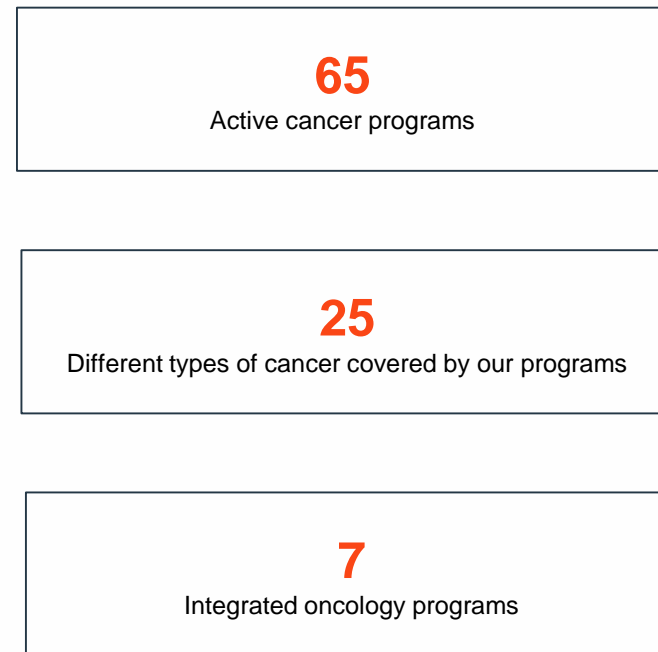 65
Active cancer programs
25
Different types of cancer covered by our programs
7
Integrated oncology programs